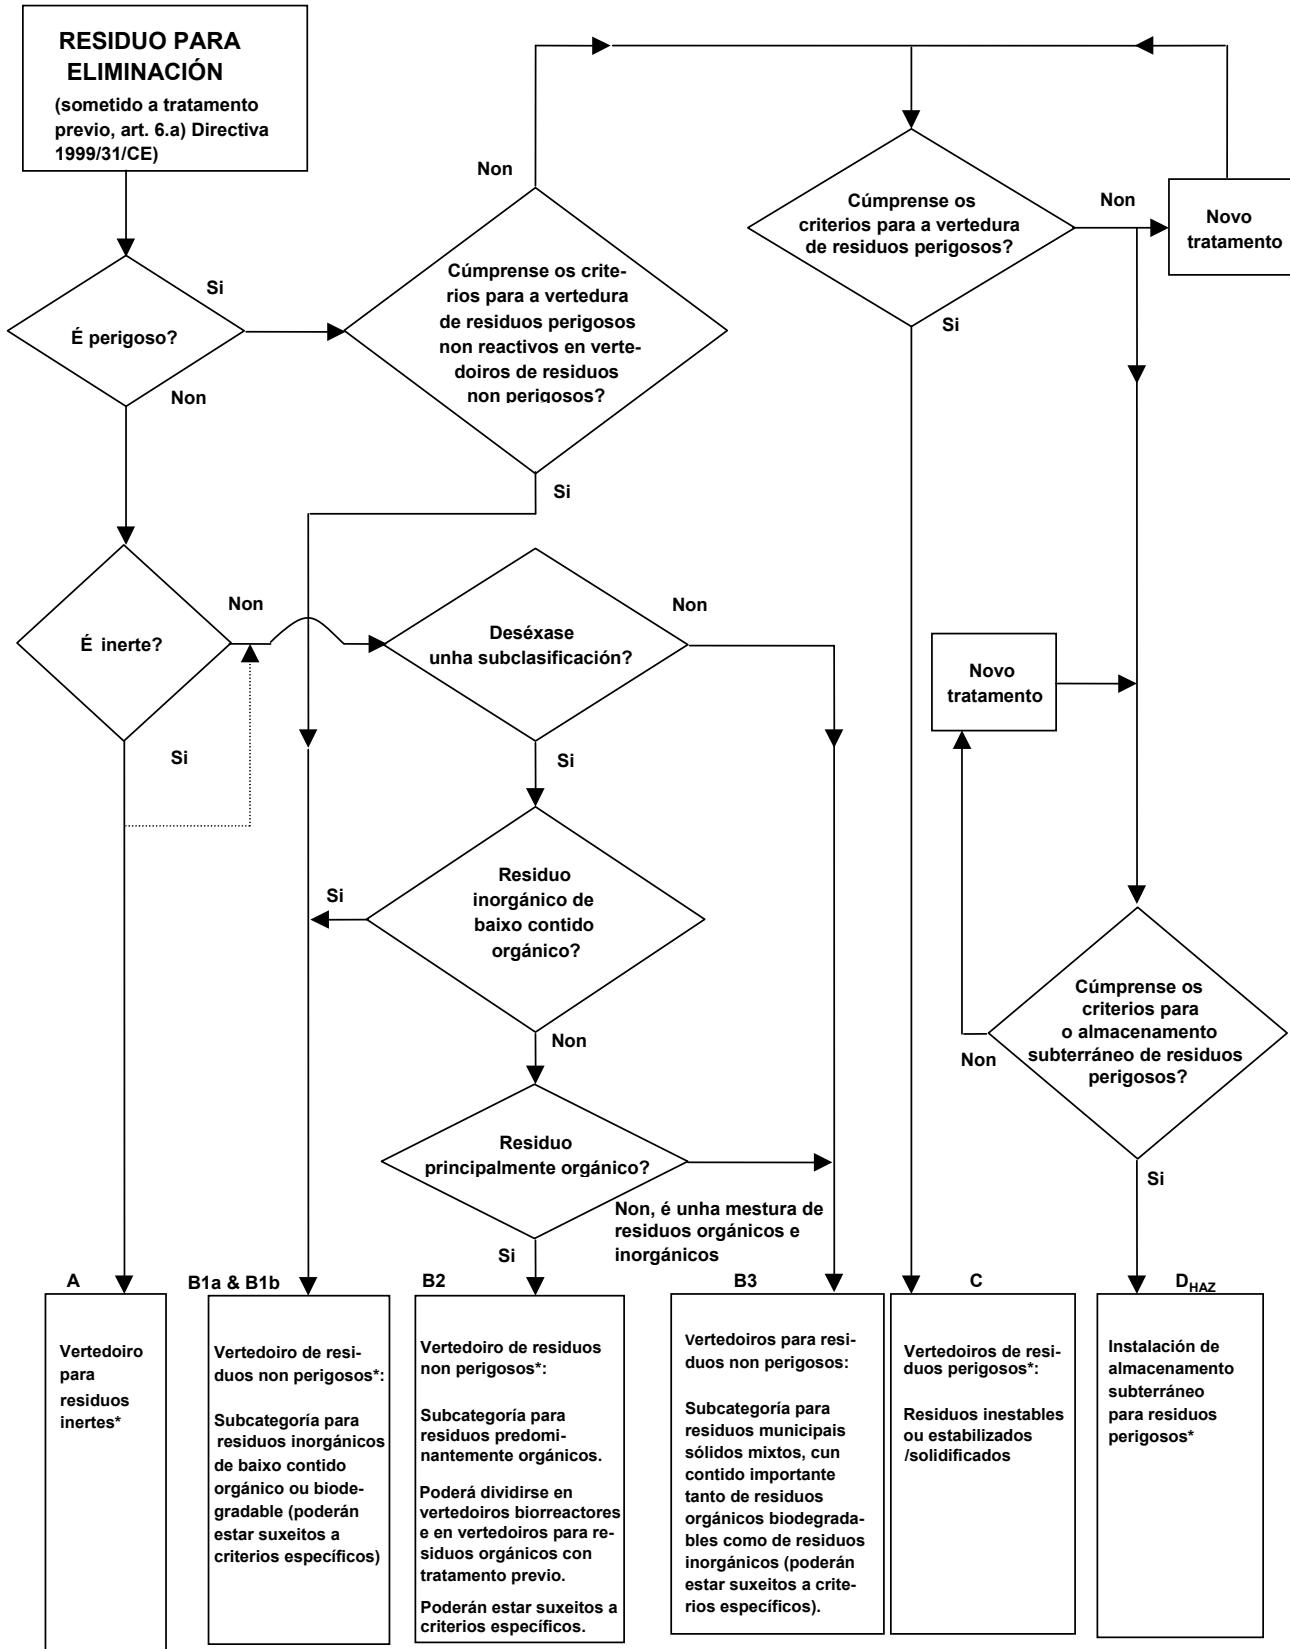 RESIDUO PARA
ELIMINACIÓN
(sometido a tratamento
previo, art. 6.a) Directiva
1999/31/CE)
É perigoso?
Si
Non
Non
Cúmprense os crite-
rios para a vertedura
de residuos perigosos
non reactivos en verte-
doiros de residuos
non perigosos?
Si
Cúmprense os
criterios para a vertedura
de residuos perigosos?
Non
Si
Novo
tratamento
É inerte?
Non
Si
Deséxase
unha subclasificación?
Non
Si
Novo
tratamento
Residuo
inorgánico de
baixo contido
orgánico?
Si
Non
Cúmprense os
criterios para
o almacenamento
subterráneo de residuos
perigosos?
Non
Si
Residuo
principalmente orgánico?
Non, é unha mestura de
residuos orgánicos e
inorgánicos
Si
A
Vertedoiro
para
residuos
inertes*
B1a & B1b
Vertedoiro de resi-
duos non perigosos*:
Subcategoría para
residuos inorgánicos
de baixo contido
orgánico ou biode-
gradable (poderán
estar suxeitos a
criterios específicos)
B2
Vertedoiro de residuos
non perigosos*:
Subcategoría para
residuos predomi-
nantemente orgánicos.
Poderá dividirse en
vertedoiros biorreactores
e en vertedoiros para re-
siduos orgánicos con
tratamento previo.
Poderán estar suxeitos a
criterios específicos.
B3
Vertedoiros para resi-
duos non perigosos:
Subcategoría para
residuos municipais
sólidos mixtos, cun
contido importante
tanto de residuos
orgánicos biodegrada-
bles como de residuos
inorgánicos (poderán
estar suxeitos a crite-
rios específicos).
C
Vertedoiros de resi-
duos perigosos*:
Residuos inestables
ou estabilizados
/solidificados
DHAZ
Instalación de
almacenamento
subterráneo
para residuos
perigosos*